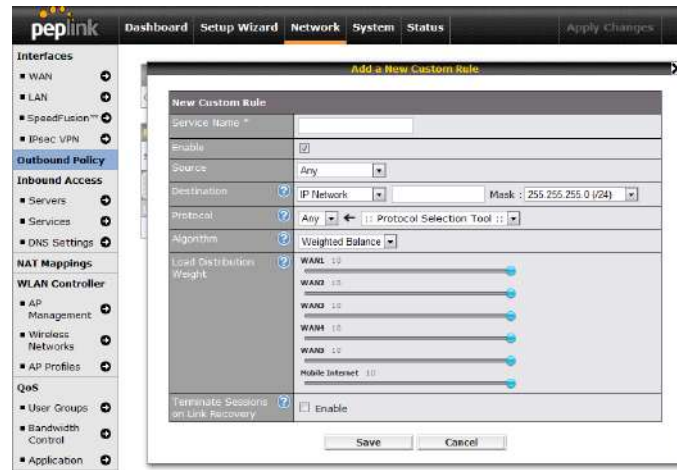 peplink
Dashboard Setup Wizard Network System Status Apply Changes
Interfaces
WAN
LAN
SpeedFusion™
IPsec VPN
Outbound Policy
Inbound Access
Servers
Services
DNS Settings
NAT Mappings
WLAN Controller
AP
Management
Wireless
Networks
AP Profiles
QoS
User Groups
Bandwidth
Control
Application
Add a New Custom Rule
New Custom Rule
Service Name *
Enable
Source Any
Destination ? IP Network Mask : 255.255.255.0 (/24)
Protocol ? Any :: Protocol Selection Tool ::
Algorithm ? Weighted Balance
Load Distribution ?
Weight
WAN1 10
WAN2 10
WAN3 10
WAN4 10
10
Mobile Internet 10
Terminate Sessions ?
on Link Recovery
Enable
Save Cancel